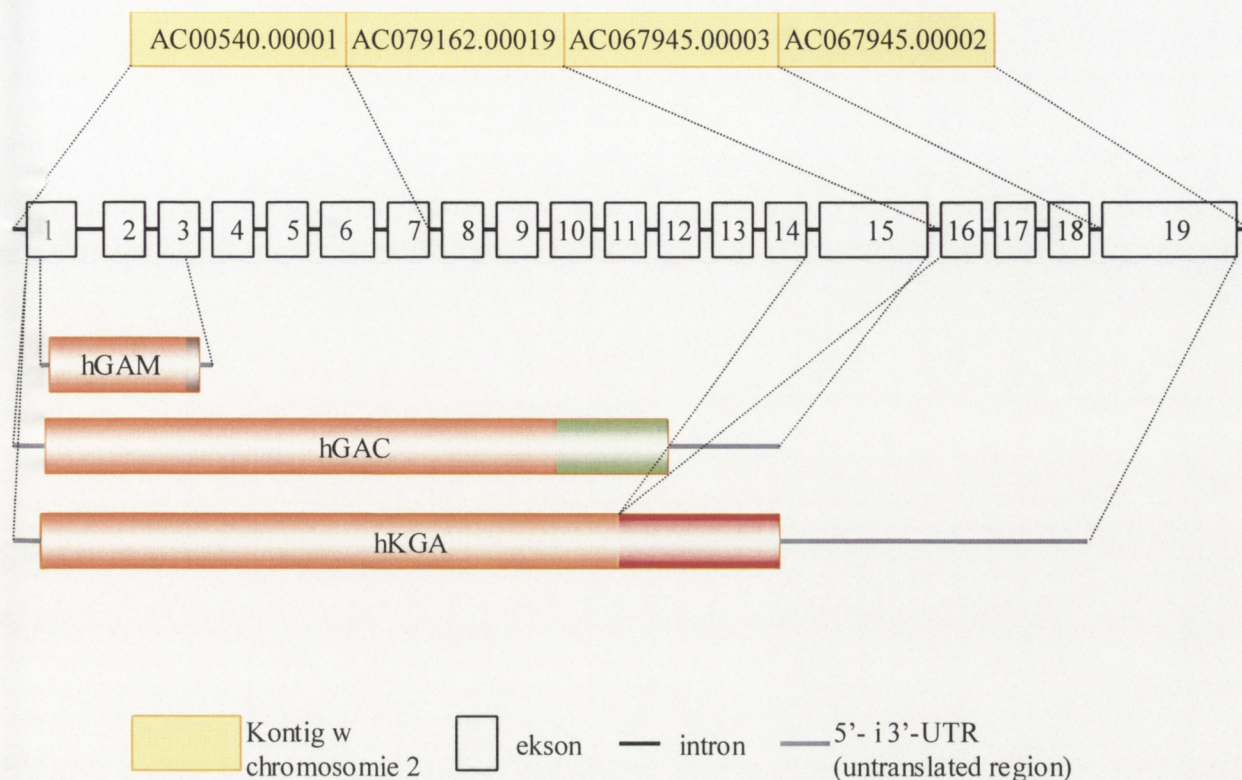 AC00540.00001 AC079162.00019 AC067945.00003 AC067945.00002
1 2 3 4 5 6 7 8 9 10 11 12 13 14 15 16 17 18 19
hGAM
hGAC
hKGA
Kontig w
chromosomie 2
ekson
intron
5'- i 3'-UTR
(untranslated region)